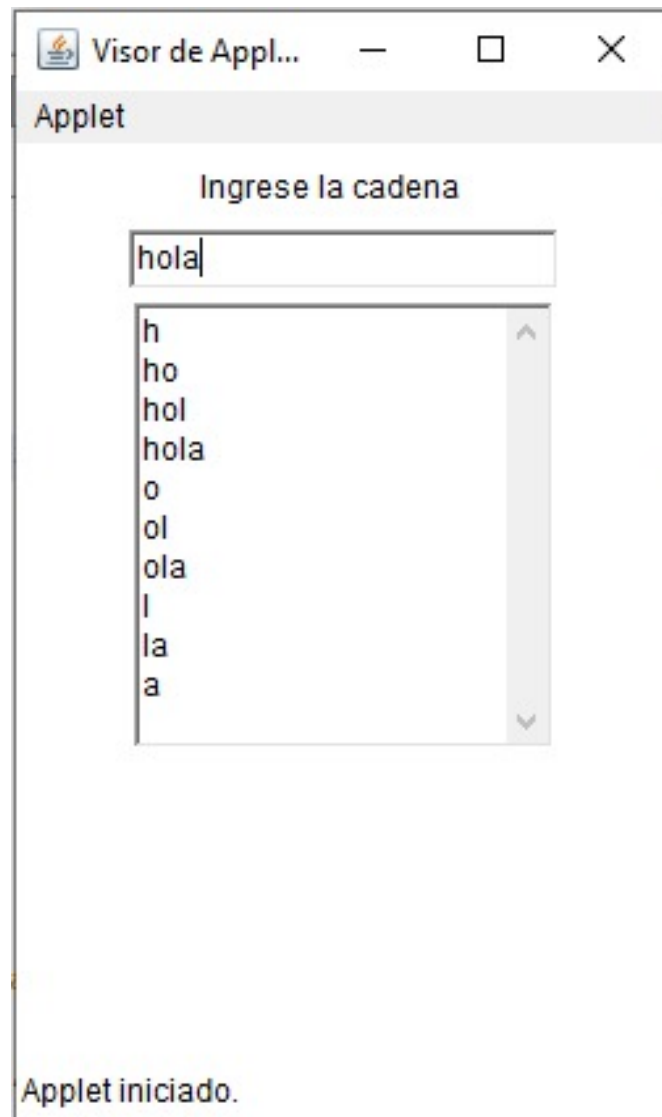 Visor de Appl...
Applet
Ingrese la cadena
hola
h
ho
hol
hola
o
ol
ola
l
la
a
Applet iniciado.